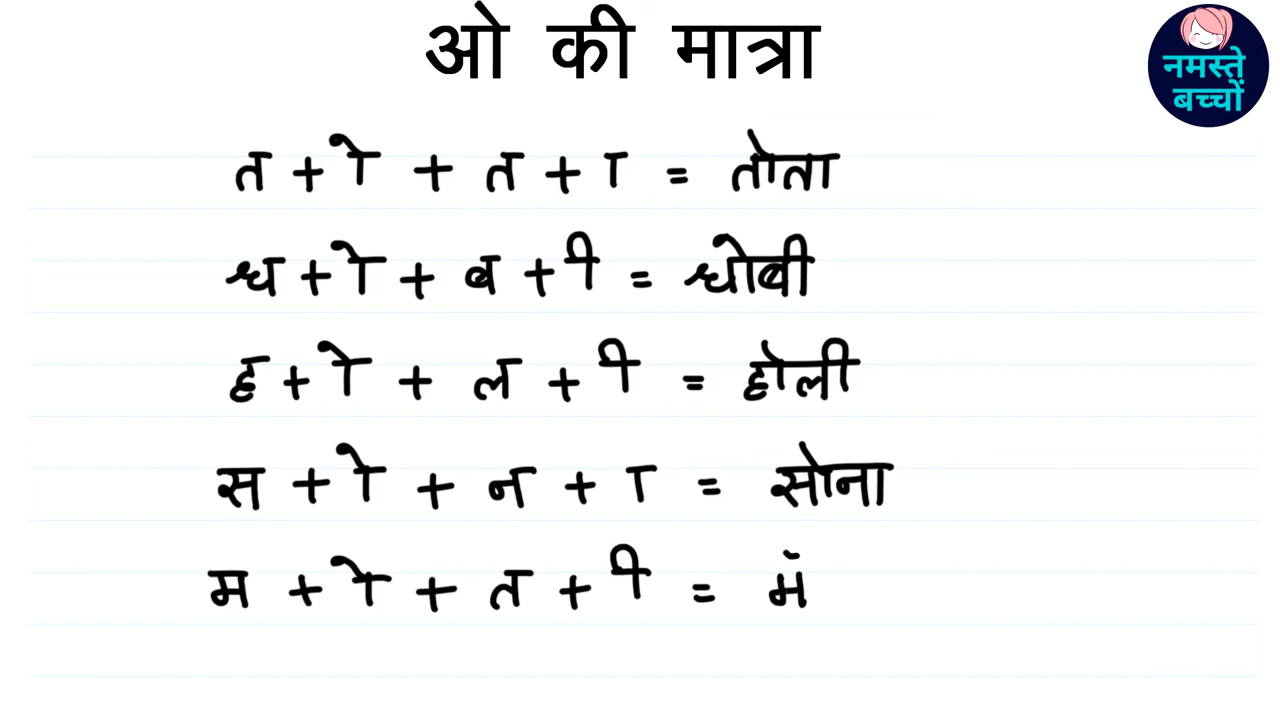 ओ की मात्रा
नमस्ते
बच्चों
त + ो + त + ा = तोता
ध + ो + ब + ी = धोबी
ह + ो + ल + ी = होली
स + ो + न + ा = सोना
म + ो + त + ी =